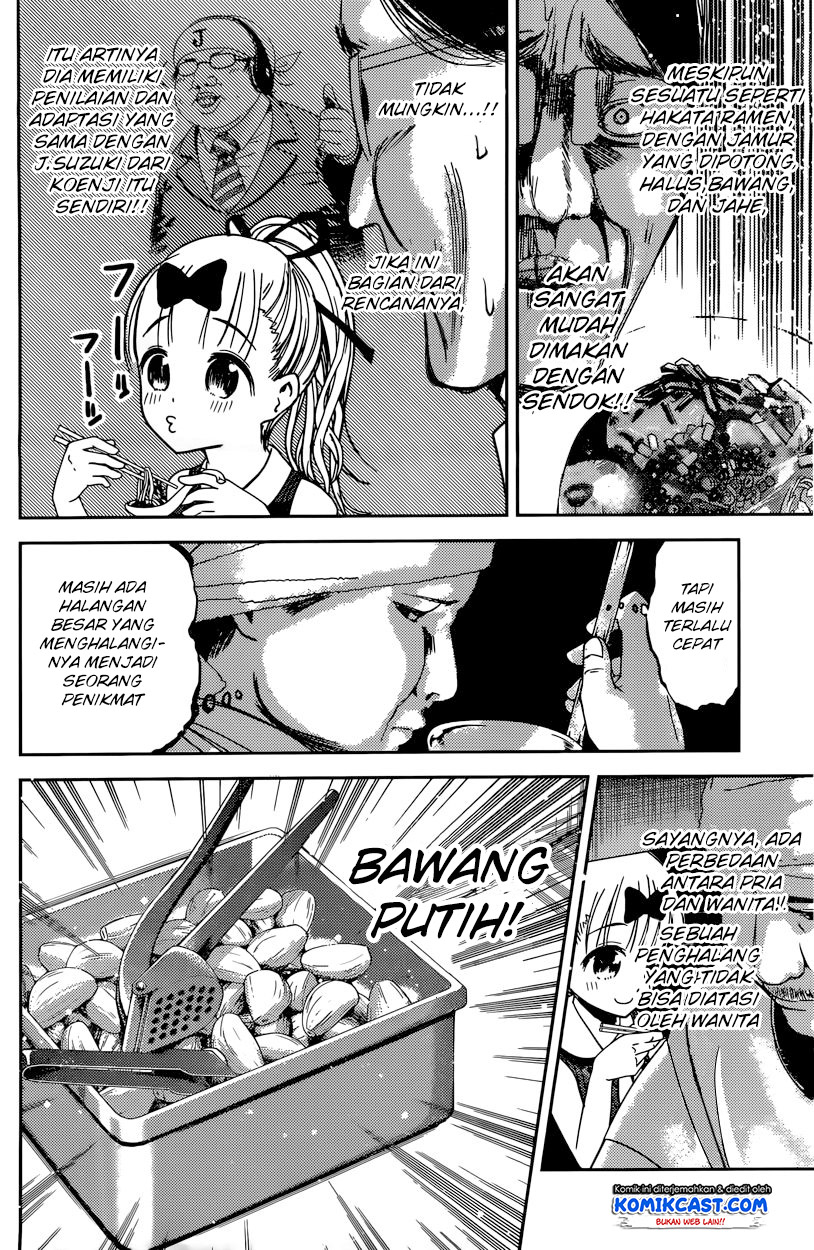 MESKIPUN
SESUATU SEPERTI
HAKATA RAMEN,
DENGAN JAMUR
YANG DIPOTONG
HALUS, BAWANG,
DAN JAHE,
AKAN
SANGAT
MUDAH
DIMAKAN
DENGAN
SENDOK!!
TIDAK
MUNGKIN...!!
JIKA INI
BAGIAN DARI
RENCANANYA,
J
ITU ARTINYA
DIA MEMILIKI
PENILAIAN DAN
ADAPTASI YANG
SAMA DENGAN
J.SUZUKI DARI
KOENJI ITU
SENDIRI!!
フーッ
フーッ
TAPI
MASIH
TERLALU
CEPAT
MASIH ADA
HALANGAN
BESAR YANG
MENGHALANGI-
NYA MENJADI
SEORANG
PENIKMAT
SAYANGNYA, ADA
PERBEDAAN
ANTARA PRIA
DAN WANITA!!
SEBUAH
PENGHALANG
YANG TIDAK
BISA DIATASI
OLEH WANITA
BAWANG
PUTIH!
Komik ini diterjemahkan & diedit oleh
KOMIKCAST.COM
BUKAN WEB LAIN!!